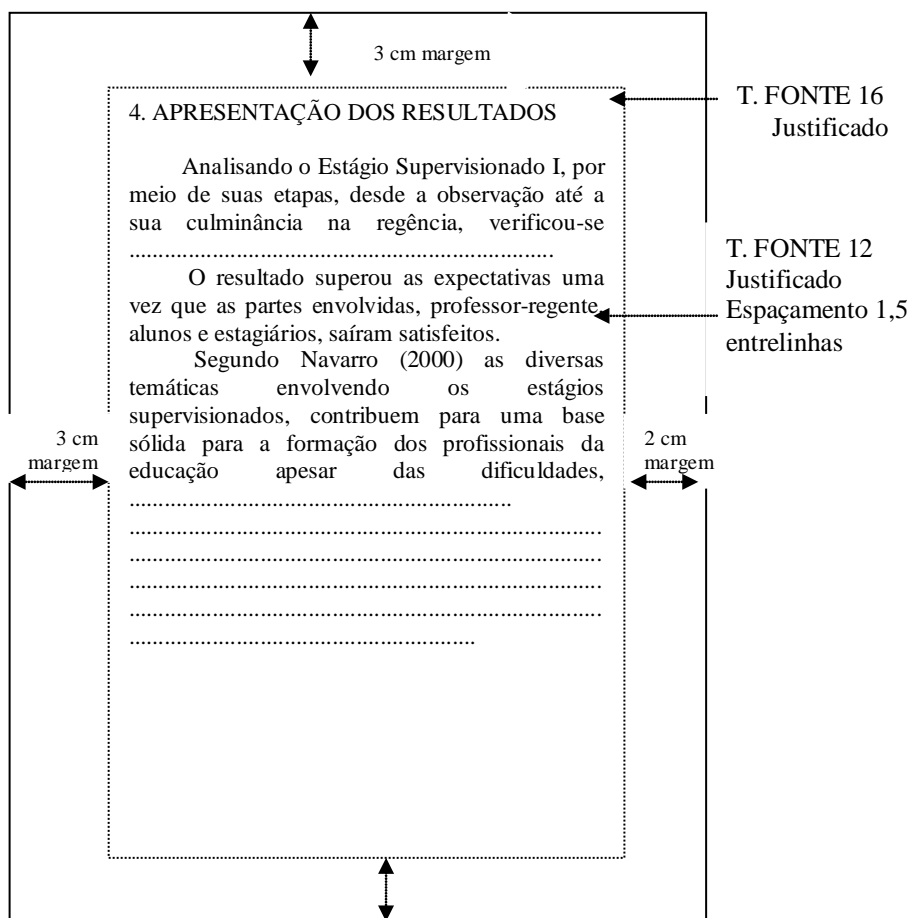 3 cm margem
4. APRESENTAÇÃO DOS RESULTADOS
Analisando o Estágio Supervisionado I, por
meio de suas etapas, desde a observação até a
sua culminância na regência, verificou-se
.........................................................................
O resultado superou as expectativas uma
vez que as partes envolvidas, professor-regente,
alunos e estagiários, saíram satisfeitos.
Segundo Navarro (2000) as diversas
temáticas envolvendo os estágios
supervisionados, contribuem para uma base
sólida para a formação dos profissionais da
educação apesar das dificuldades,
.................................................................
.................................................................................
.................................................................................
.................................................................................
.................................................................................
...........................................................
T. FONTE 16
Justificado
T. FONTE 12
Justificado
Espaçamento 1,5
entrelinhas
3 cm
margem
2 cm
margem